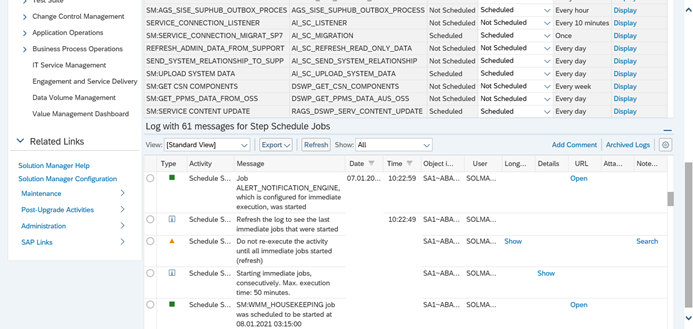 Test Suite
Change Control Management
Application Operations
Business Process Operations
IT Service Management
Engagement and Service Delivery
Data Volume Management
Value Management Dashboard
Related Links
Solution Manager Help
Solution Manager Configuration
Maintenance
Post-Upgrade Activities
Administration
SAP Links
SM:AGS_SISE_SUPHUB_OUTBOX_PROCES AGS_SISE_SUPHUB_OUTBOX_PROCESS Not Scheduled Scheduled Every hour Display
SERVICE_CONNECTION_LISTENER AI_SC_LISTENER Not Scheduled Not Scheduled Every 10 minutes Display
SM:SERVICE_CONNECTION_MIGRAT_SP7 AI_SC_MIGRATION Scheduled Scheduled Once Display
REFRESH_ADMIN_DATA_FROM_SUPPORT AI_SC_REFRESH_READ_ONLY_DATA Not Scheduled Not Scheduled Every day Display
SEND_SYSTEM_RELATIONSHIP_TO_SUPP AI_SC_SEND_SYSTEM_RELATIONSHIP Scheduled Scheduled Every day Display
SM:UPLOAD SYSTEM DATA AI_SC_UPLOAD_SYSTEM_DATA Scheduled Scheduled Every day Display
SM:GET CSN COMPONENTS DSWP_GET_CSN_COMPONENTS Not Scheduled Not Scheduled Every week Display
SM:GET_PPMS_DATA_FROM_OSS DSWP_GET_PPMS_DATA_AUS_OSS Not Scheduled Not Scheduled Every day Display
SM:SERVICE CONTENT UPDATE RAGS_DSWP_SERV_CONTENT_UPDATE Scheduled Scheduled Every day Display
Log with 61 messages for Step Schedule Jobs
View: [Standard View] Export Refresh Show: All Add Comment Archived Logs
Type Activity Message Date Time Object i... User Long... Details URL Atta... Note...
Schedule S... Job 07.01.20... 10:22:59 SA1~ABA... SOLMA... Open
ALERT_NOTIFICATION_ENGINE,
which is configured for immediate
execution, was started
Schedule S... Refresh the log to see the last 10:22:49 SA1~ABA... SOLMA...
immediate jobs that were started
Schedule S... Do not re-execute the activity SA1~ABA... SOLMA... Show Search
until all immediate jobs started
(refresh)
Schedule S... Starting immediate jobs, SA1~ABA... SOLMA... Show
consecutively. Max. execution
time: 50 minutes.
Schedule S... SM:WMM_HOUSEKEEPING job SA1~ABA... SOLMA... Open
was scheduled to be started at
08.01.2021 03:15:00